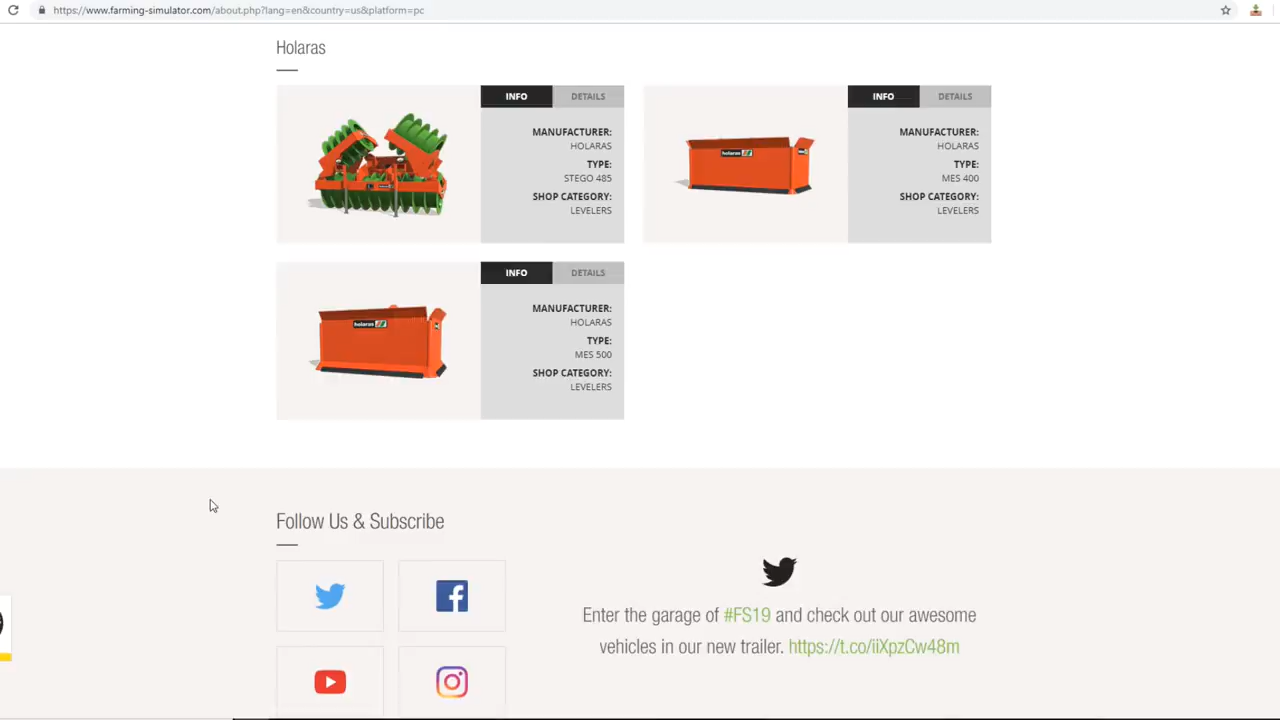 https://www.farming-simulator.com/about.php?lang=en&country=us&platform=pc
Holaras
INFO DETAILS
MANUFACTURER:
HOLARAS
TYPE:
STEGO 485
SHOP CATEGORY:
LEVELERS
holaras
INFO DETAILS
MANUFACTURER:
HOLARAS
TYPE:
MES 400
SHOP CATEGORY:
LEVELERS
holaras
INFO DETAILS
MANUFACTURER:
HOLARAS
TYPE:
MES 500
SHOP CATEGORY:
LEVELERS
Follow Us & Subscribe
Enter the garage of #FS19 and check out our awesome
vehicles in our new trailer. https://t.co/iiXpzCw48m